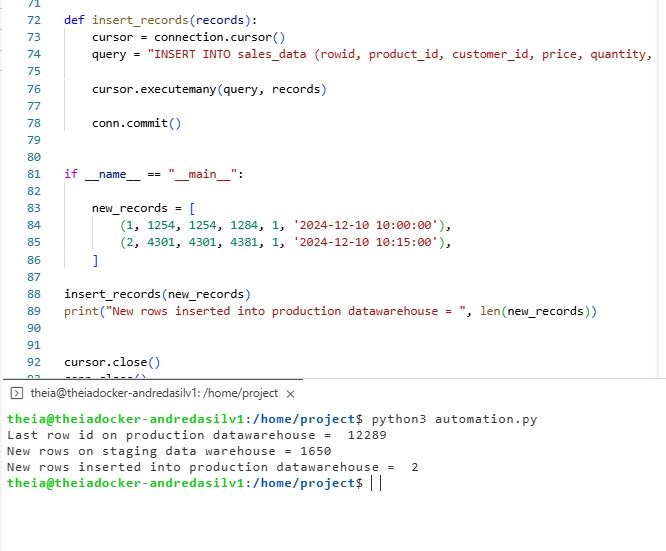 71
72 def insert_records(records):
73 cursor = connection.cursor()
74 query = "INSERT INTO sales_data (rowid, product_id, customer_id, price, quantity,
75
76 cursor.executemany(query, records)
77
78 conn.commit()
79
80
81 if __name__ == "__main__":
82
83 new_records = [
84 (1, 1254, 1254, 1284, 1, '2024-12-10 10:00:00'),
85 (2, 4301, 4301, 4381, 1, '2024-12-10 10:15:00'),
86 ]
87
88 insert_records(new_records)
89 print("New rows inserted into production datawarehouse = ", len(new_records))
90
91
92 cursor.close()
93 conn.close()
theia@theiadocker-andredasilv1: /home/project ×
theia@theiadocker-andredasilv1:/home/project$ python3 automation.py
Last row id on production datawarehouse =  12289
New rows on staging data warehouse = 1650
New rows inserted into production datawarehouse =  2
theia@theiadocker-andredasilv1:/home/project$